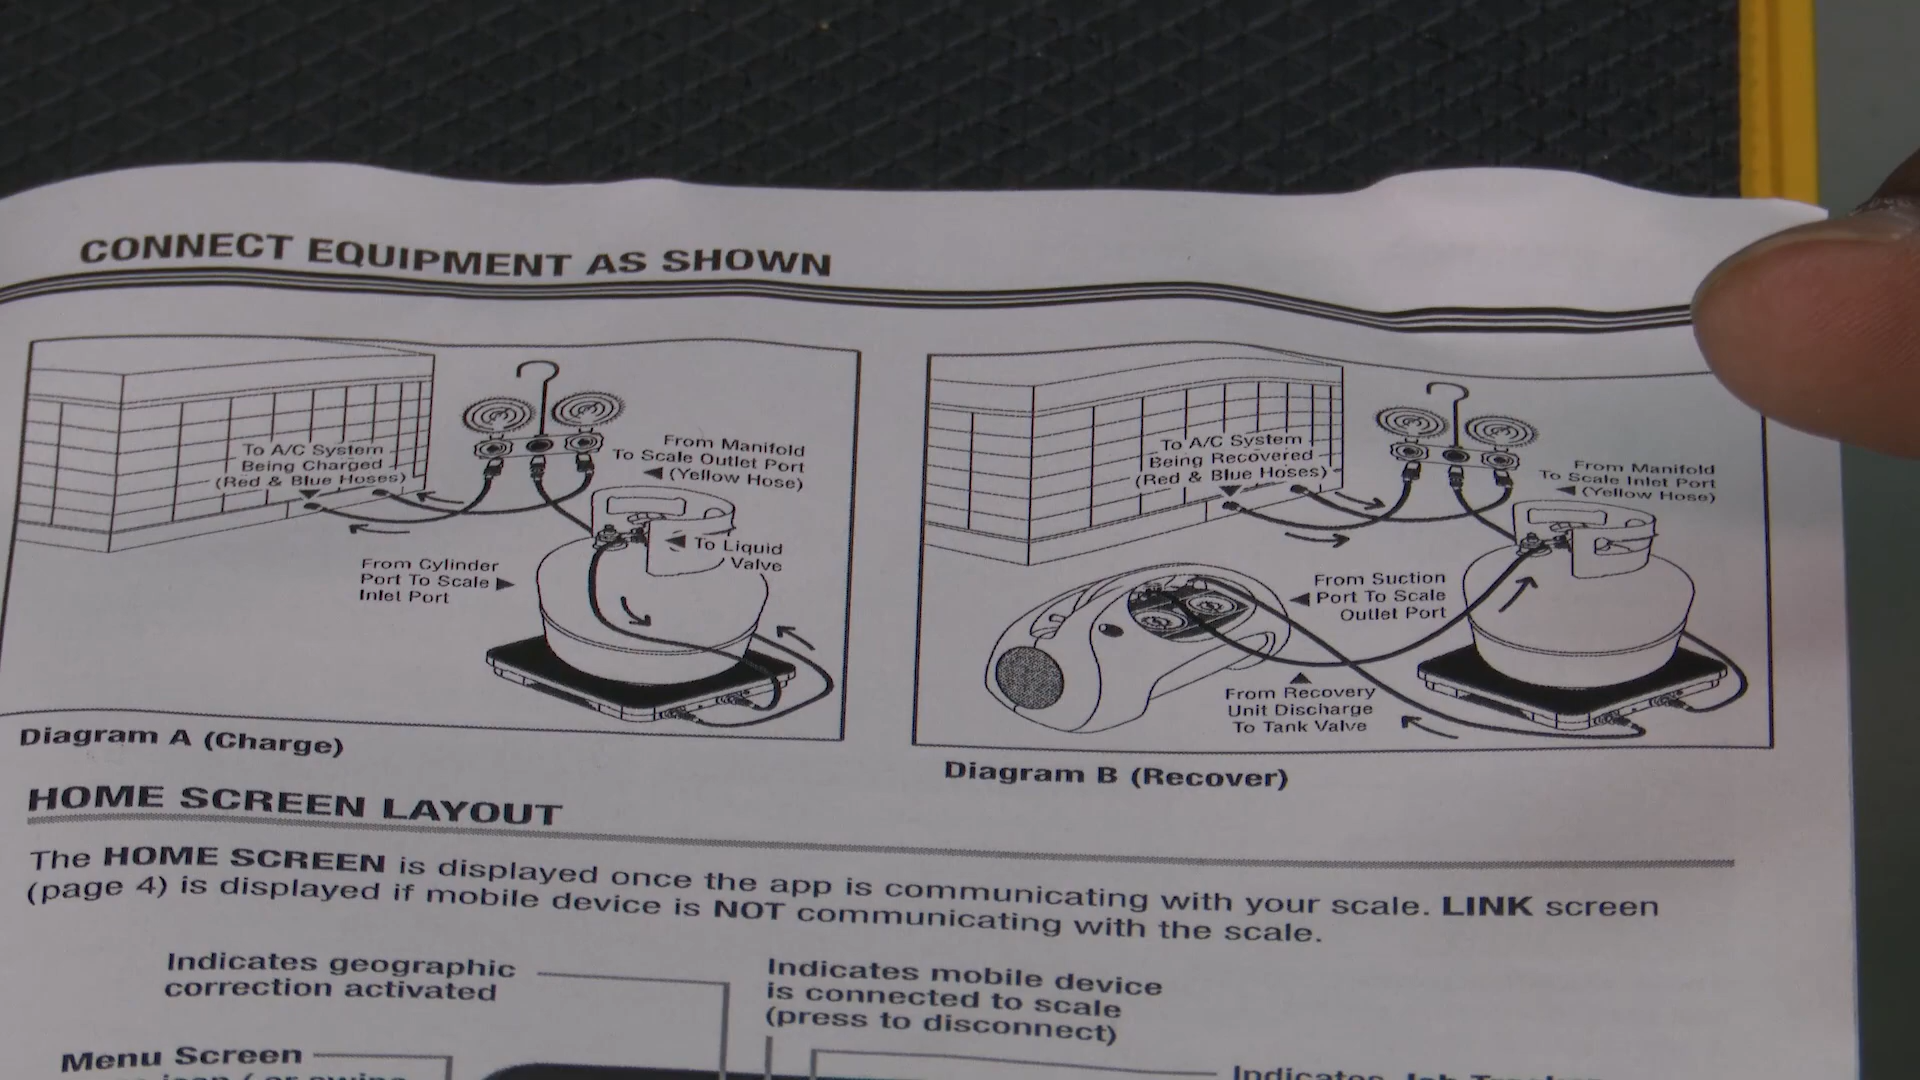 CONNECT EQUIPMENT AS SHOWN
To A/C System
Being Charged
(Red & Blue Hoses)
From Manifold
To Scale Outlet Port
(Yellow Hose)
To Liquid
Valve
From Cylinder
Port To Scale
Inlet Port
Diagram A (Charge)
To A/C System
Being Recovered
(Red & Blue Hoses)
From Manifold
To Scale Inlet Port
(Yellow Hose)
From Suction
Port To Scale
Outlet Port
From Recovery
Unit Discharge
To Tank Valve
Diagram B (Recover)
HOME SCREEN LAYOUT
The HOME SCREEN is displayed once the app is communicating with your scale. LINK screen
(page 4) is displayed if mobile device is NOT communicating with the scale.
Indicates geographic
correction activated
Indicates mobile device
is connected to scale
(press to disconnect)
Menu Screen
Indicates Job